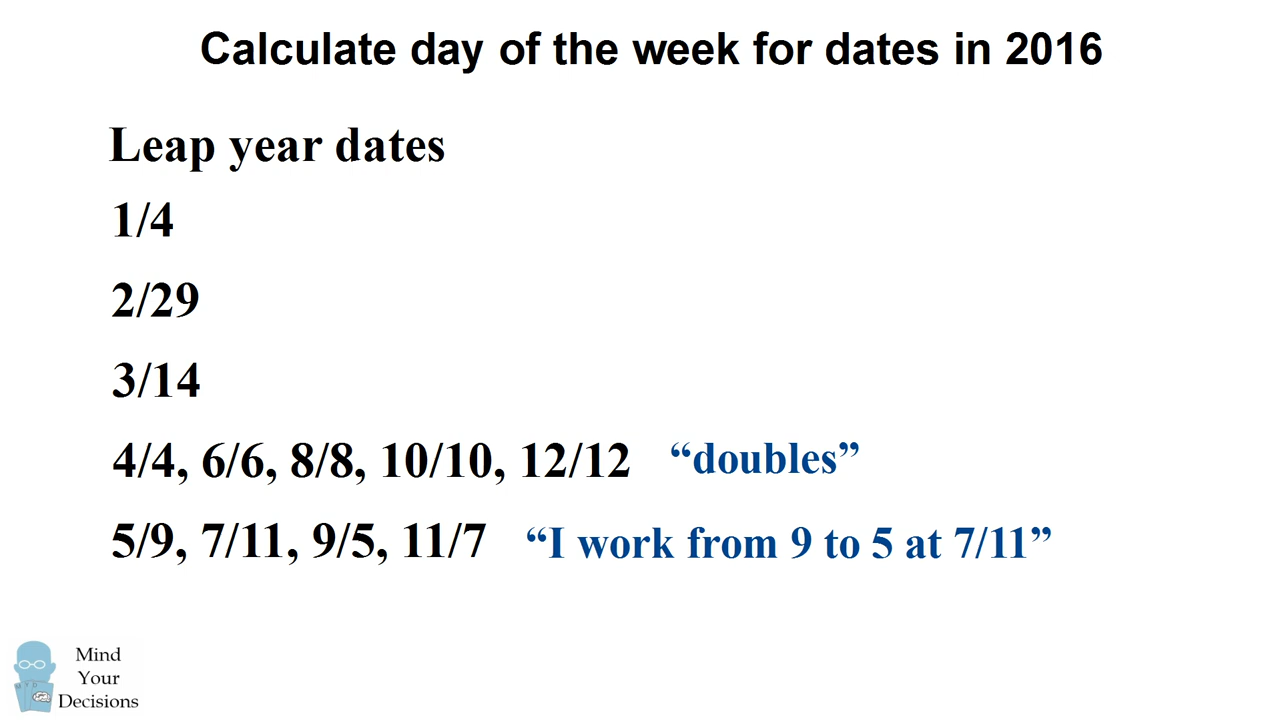 Calculate day of the week for dates in 2016
Leap year dates
1/4
2/29
3/14
4/4, 6/6, 8/8, 10/10, 12/12 “doubles”
5/9, 7/11, 9/5, 11/7 “I work from 9 to 5 at 7/11”
Mind
Your
Decisions